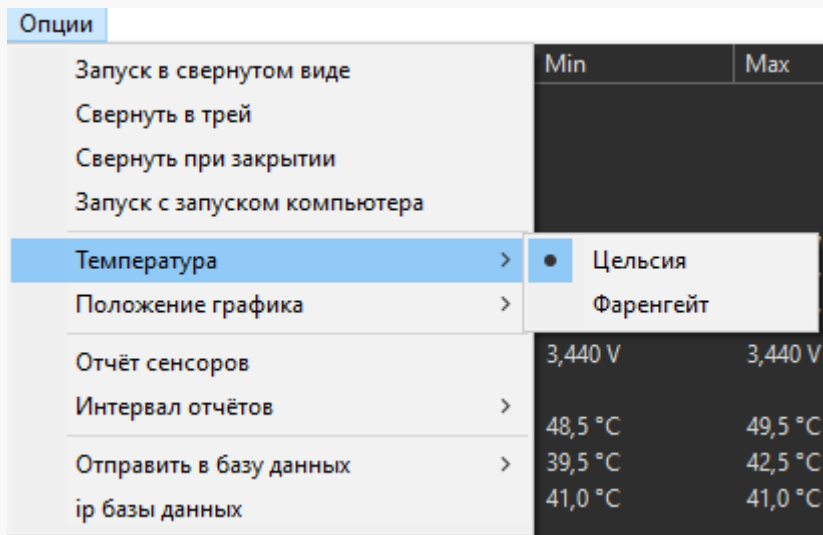 Опции
Запуск в свернутом виде
Свернуть в трей
Свернуть при закрытии
Запуск с запуском компьютера
Температура
Положение графика
Отчёт сенсоров
Интервал отчётов
Отправить в базу данных
ip базы данных
Цельсия
Фаренгейт
Min Max
3,440 V 3,440 V
48,5 °C 49,5 °C
39,5 °C 42,5 °C
41,0 °C 41,0 °C